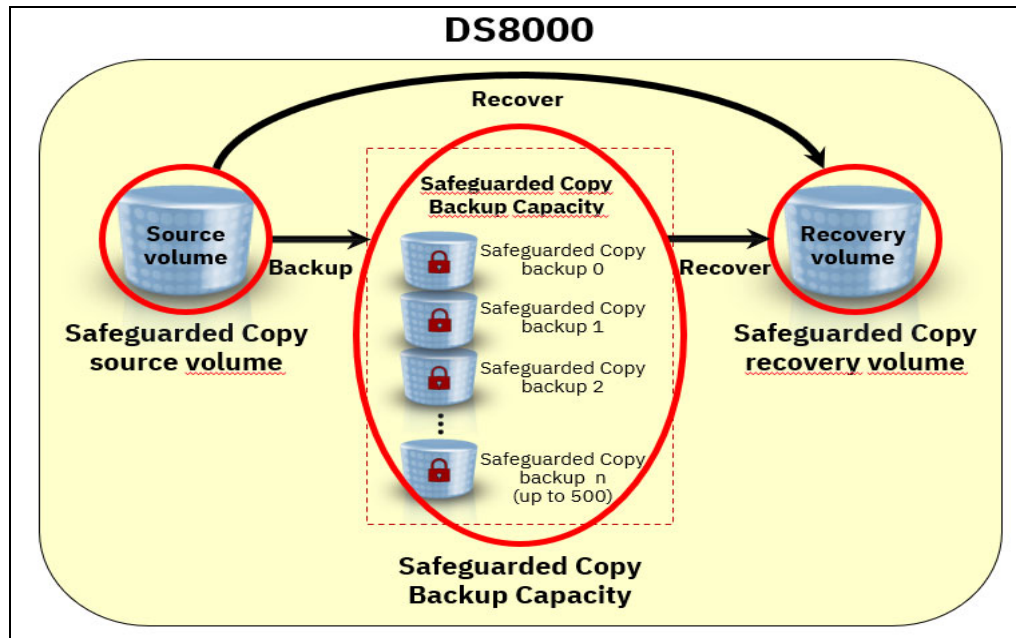 DS8000
Recover
Source
volume
Backup
Safeguarded Copy
source volume
Safeguarded Copy
Backup Capacity
Safeguarded Copy
backup 0
Safeguarded Copy
backup 1
Safeguarded Copy
backup 2
Safeguarded Copy
backup n
(up to 500)
Safeguarded Copy
Backup Capacity
Recover
Recovery
volume
Safeguarded Copy
recovery volume